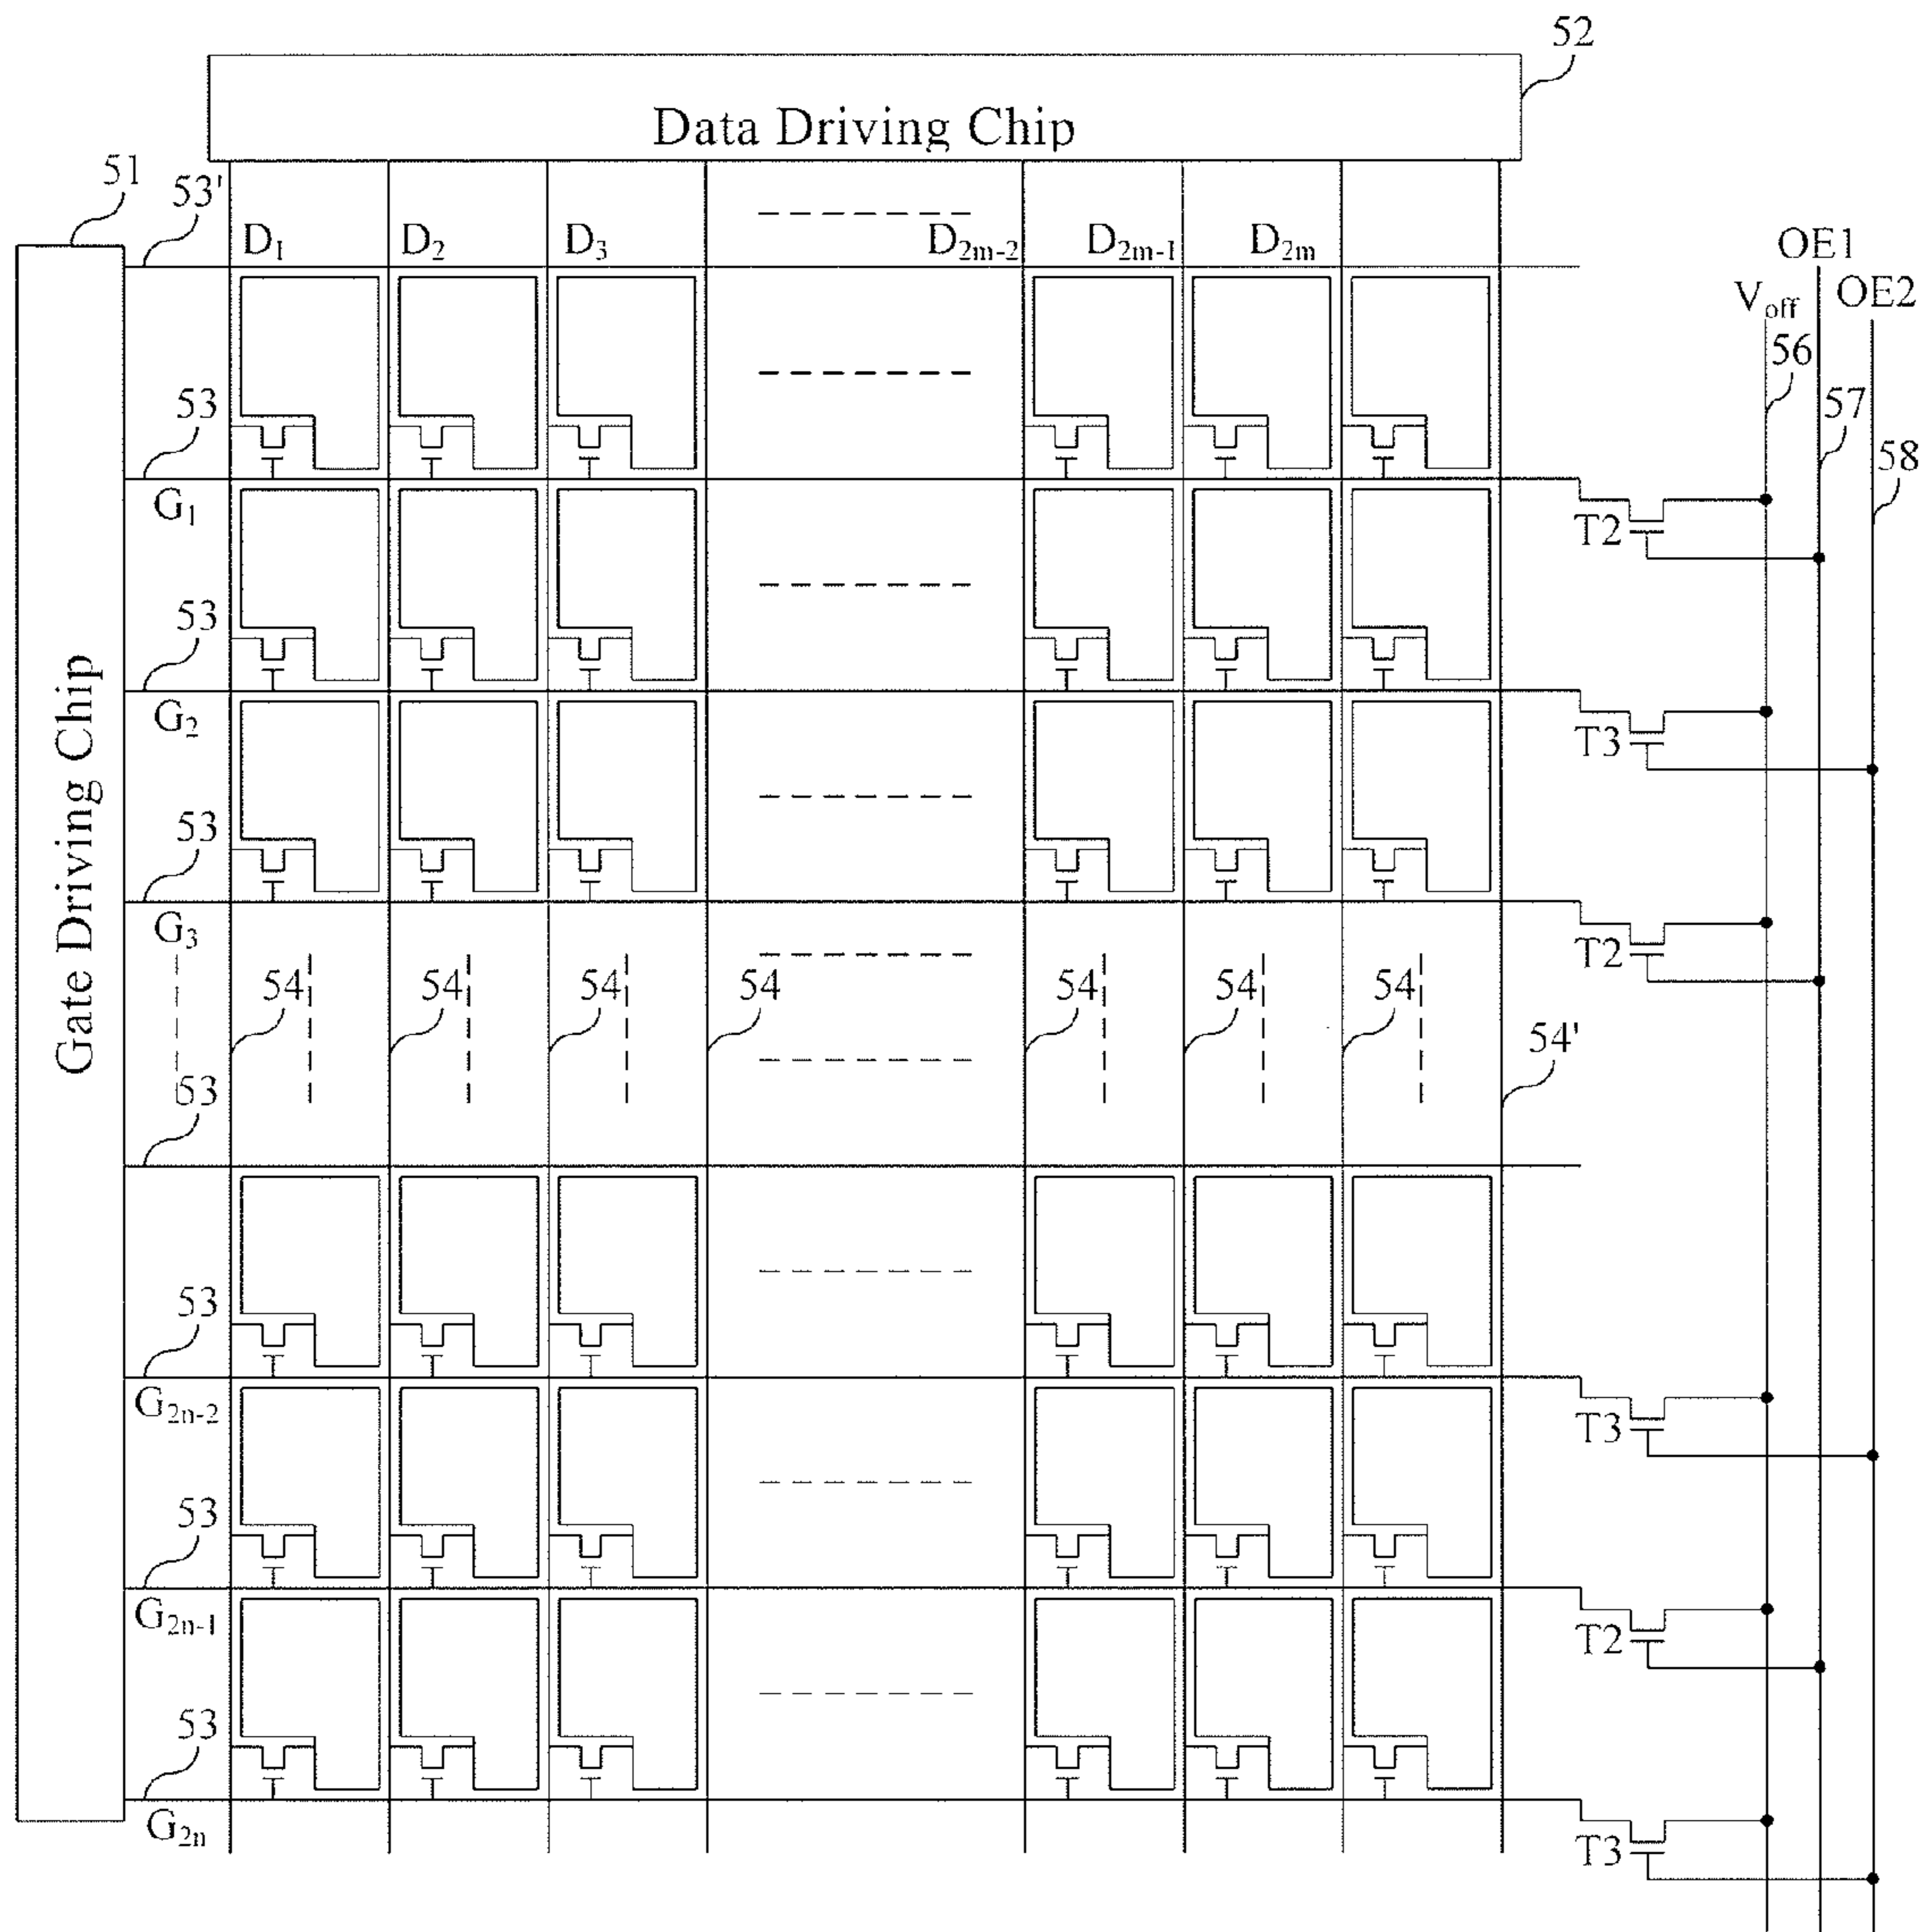 52
Data Driving Chip
51
53'
D1 D2 D3 D2m-2 D2m-1 D2m
OE1
Voff OE2
56
53
57
58
G1
T2
53
G2
T3
53
G3
T2
54 54 54 54 54 54 54
54'
Gate Driving Chip
53
53
G2n-2
T3
53
G2n-1
T2
53
G2n
T3